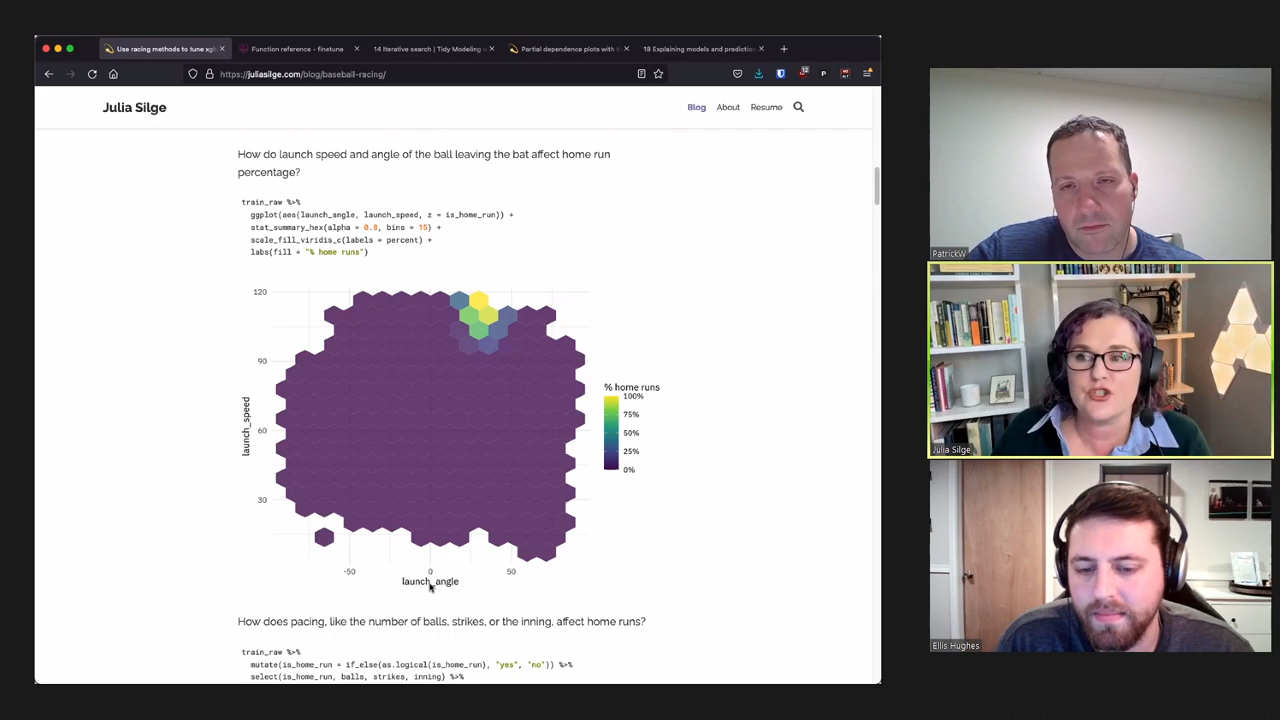 Use racing methods to tune xgb
Function reference - finetune
14 Iterative search | Tidy Modeling w
Partial dependence plots with t
18 Explaining models and prediction
https://juliasilge.com/blog/baseball-racing/
12
P
Julia Silge
Blog
About
Resume
How do launch speed and angle of the ball leaving the bat affect home run
percentage?
train_raw %>%
ggplot(aes(launch_angle, launch_speed, z = is_home_run)) +
stat_summary_hex(alpha = 0.8, bins = 15) +
scale_fill_viridis_c(labels = percent) +
labs(fill = "% home runs")
120
90
60
30
launch_speed
-50
0
50
launch_angle
% home runs
100%
75%
50%
25%
0%
How does pacing, like the number of balls, strikes, or the inning, affect home runs?
train_raw %>%
mutate(is_home_run = if_else(as.logical(is_home_run), "yes", "no")) %>%
select(is_home_run, balls, strikes, inning) %>%
PatrickW
Julia Silge
Ellis Hughes